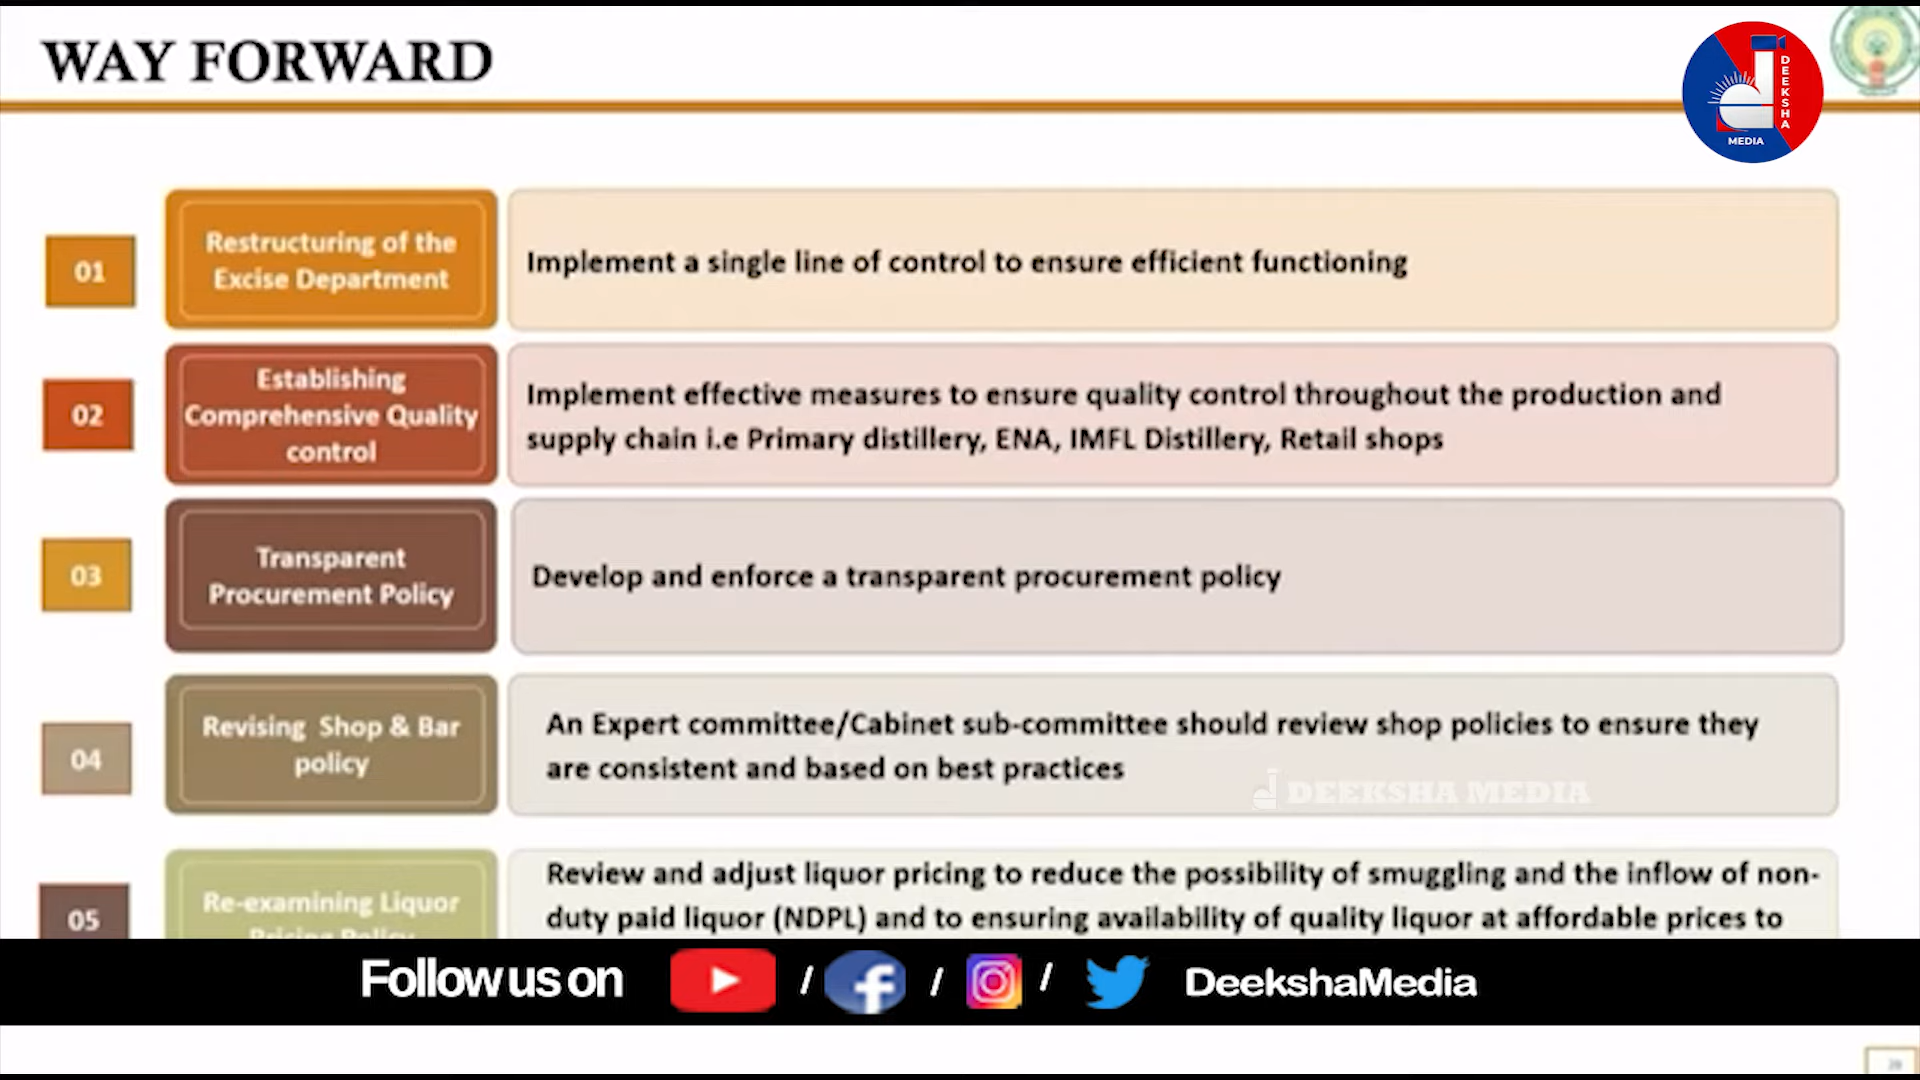 WAY FORWARD
DEEKSHA
MEDIA
01
Restructuring of the
Excise Department
Implement a single line of control to ensure efficient functioning
02
Establishing
Comprehensive Quality
control
Implement effective measures to ensure quality control throughout the production and
supply chain i.e Primary distillery, ENA, IMFL Distillery, Retail shops
03
Transparent
Procurement Policy
Develop and enforce a transparent procurement policy
04
Revising Shop & Bar
policy
An Expert committee/Cabinet sub-committee should review shop policies to ensure they
are consistent and based on best practices
DEEKSHA MEDIA
05
Re-examining Liquor
Pricing Policy
Review and adjust liquor pricing to reduce the possibility of smuggling and the inflow of non-
duty paid liquor (NDPL) and to ensuring availability of quality liquor at affordable prices to
Follow us on / / / DeekshaMedia